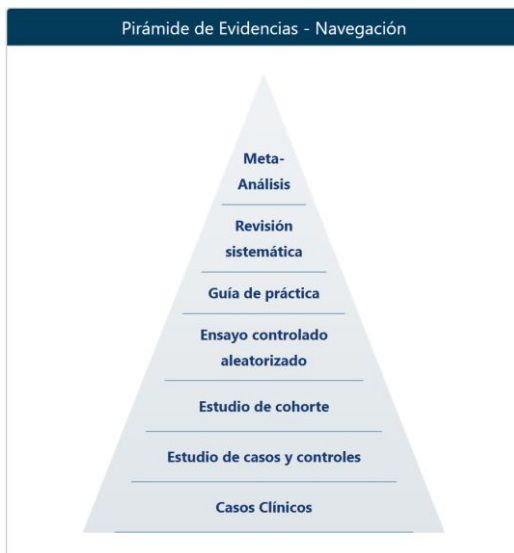 Pirámide de Evidencias - Navegación
Meta-
Análisis
Revisión
sistemática
Guía de práctica
Ensayo controlado
aleatorizado
Estudio de cohorte
Estudio de casos y controles
Casos Clínicos